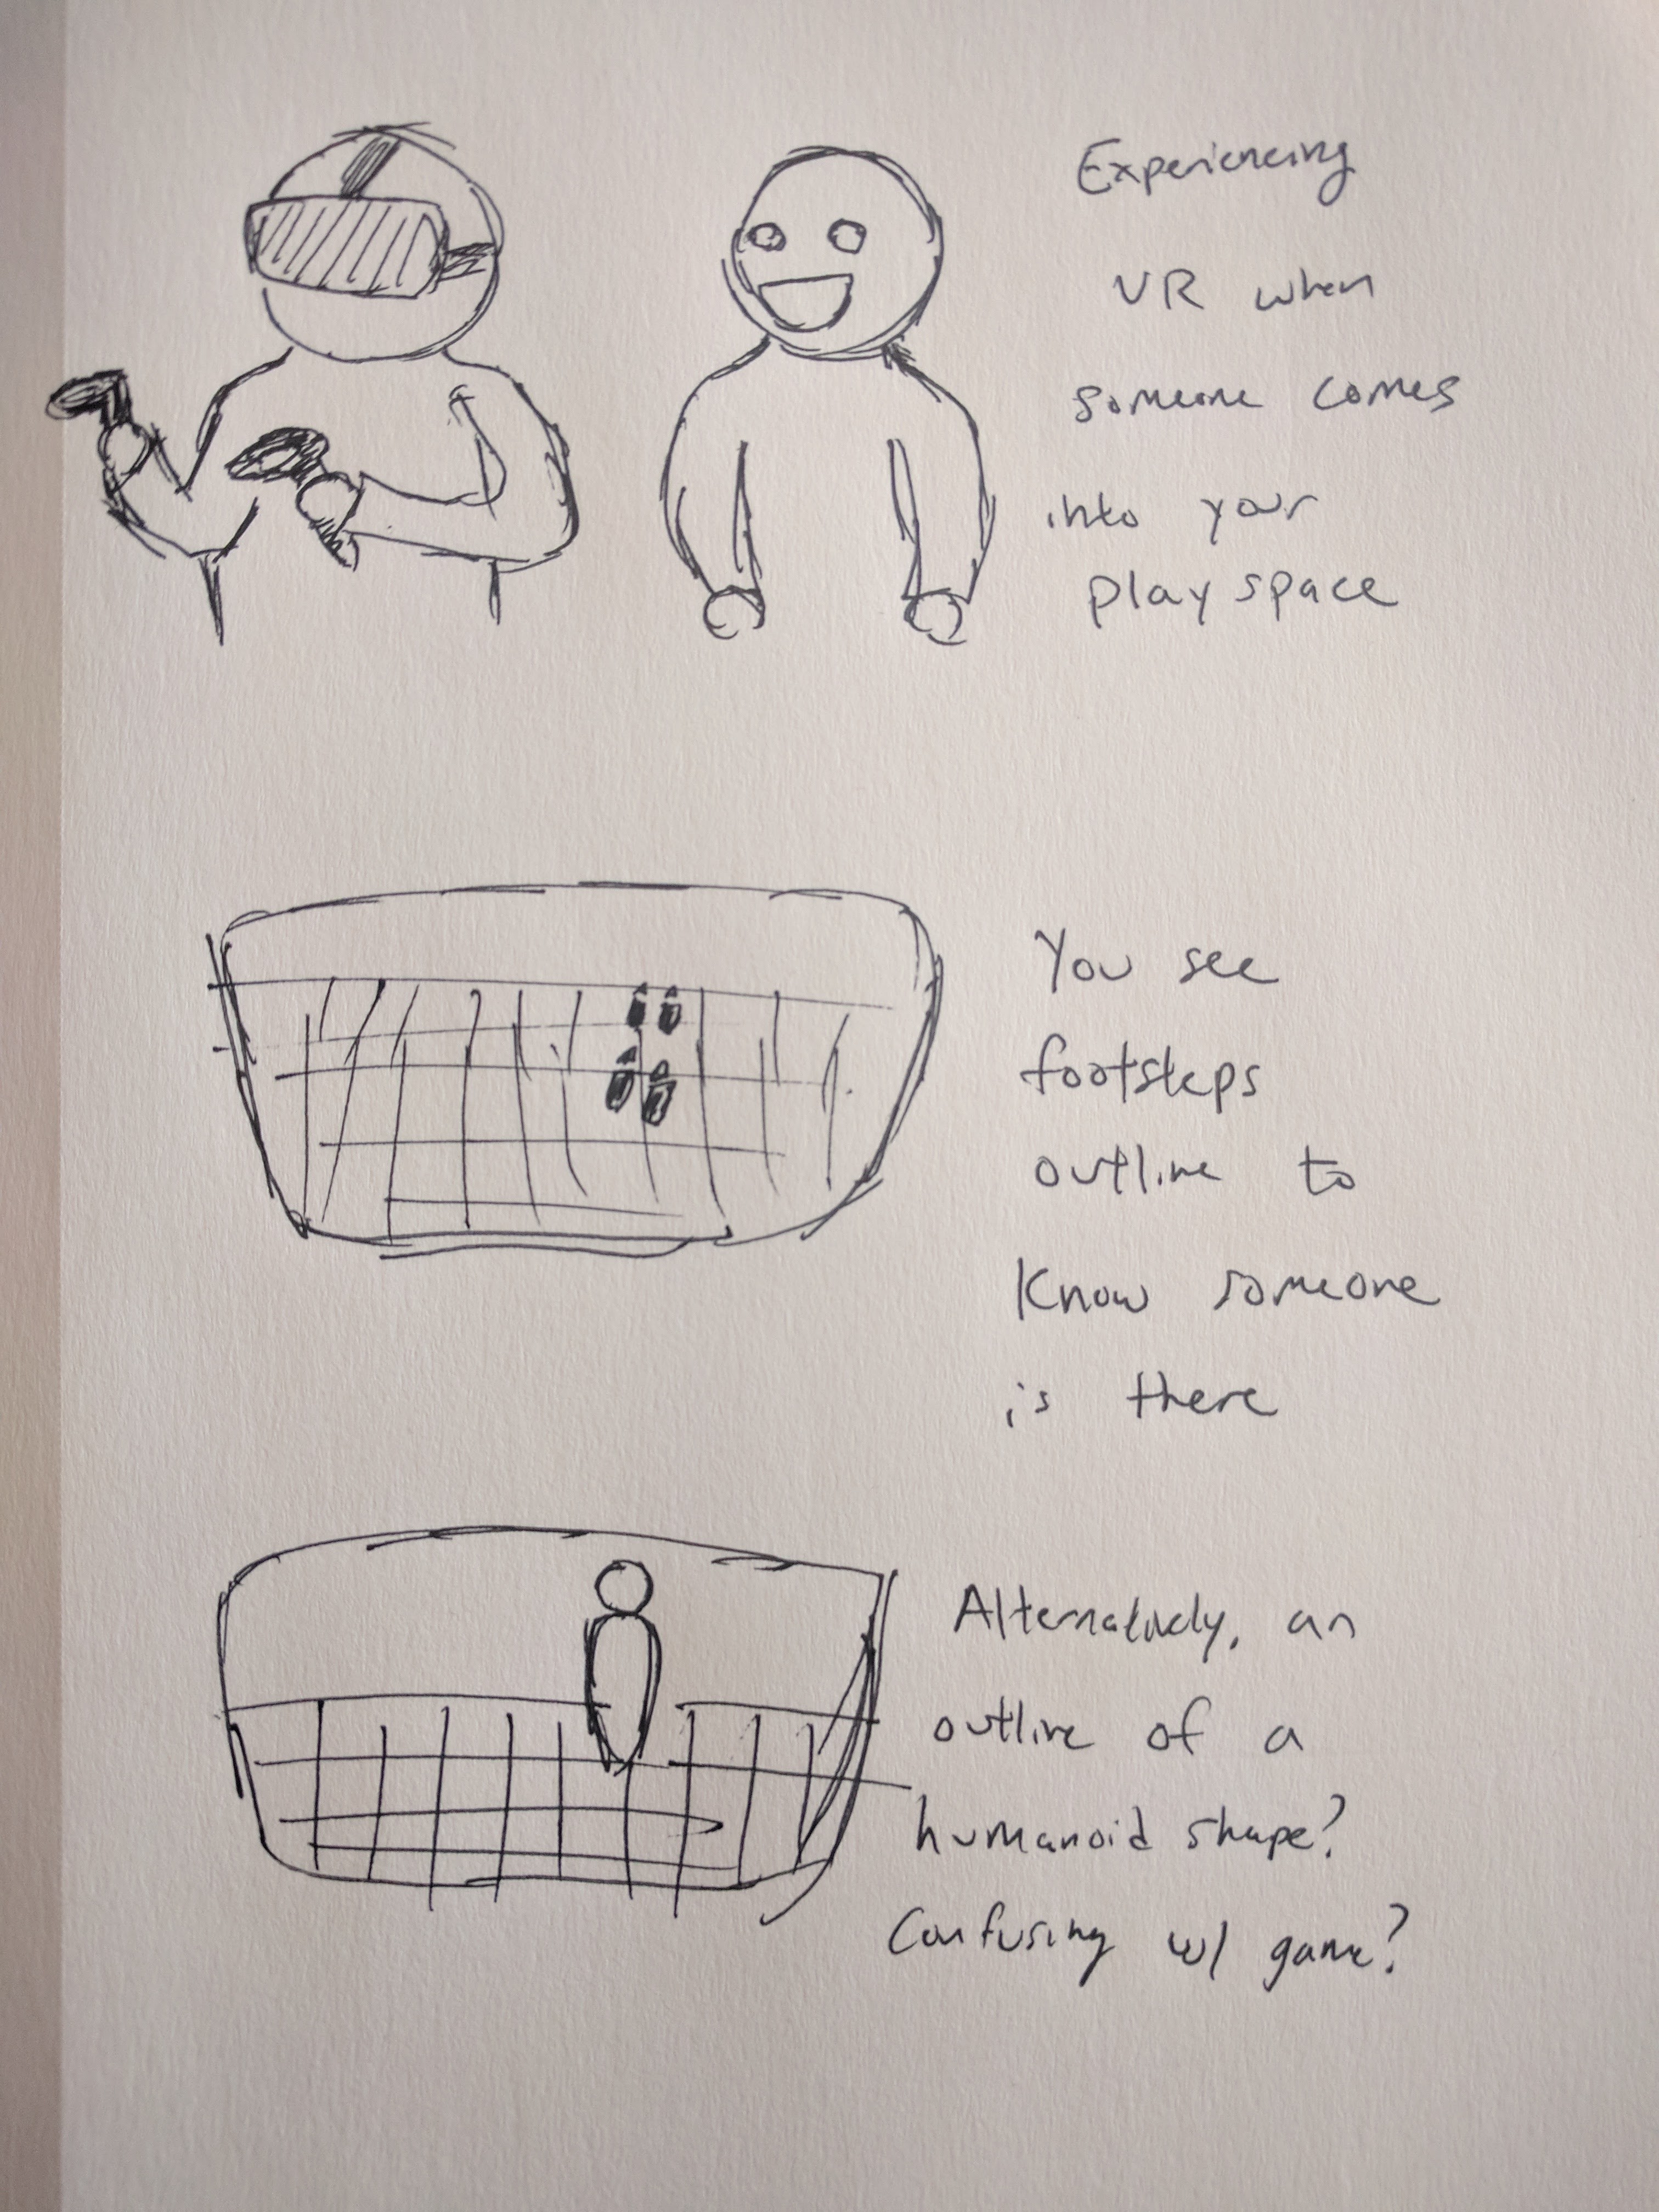 Experiencing
VR when
someone comes
into your
play space
You see
footsteps
outline to
know someone
is there
Alternatively, an
outline of a
humanoid shape?
Confusing w/ game?